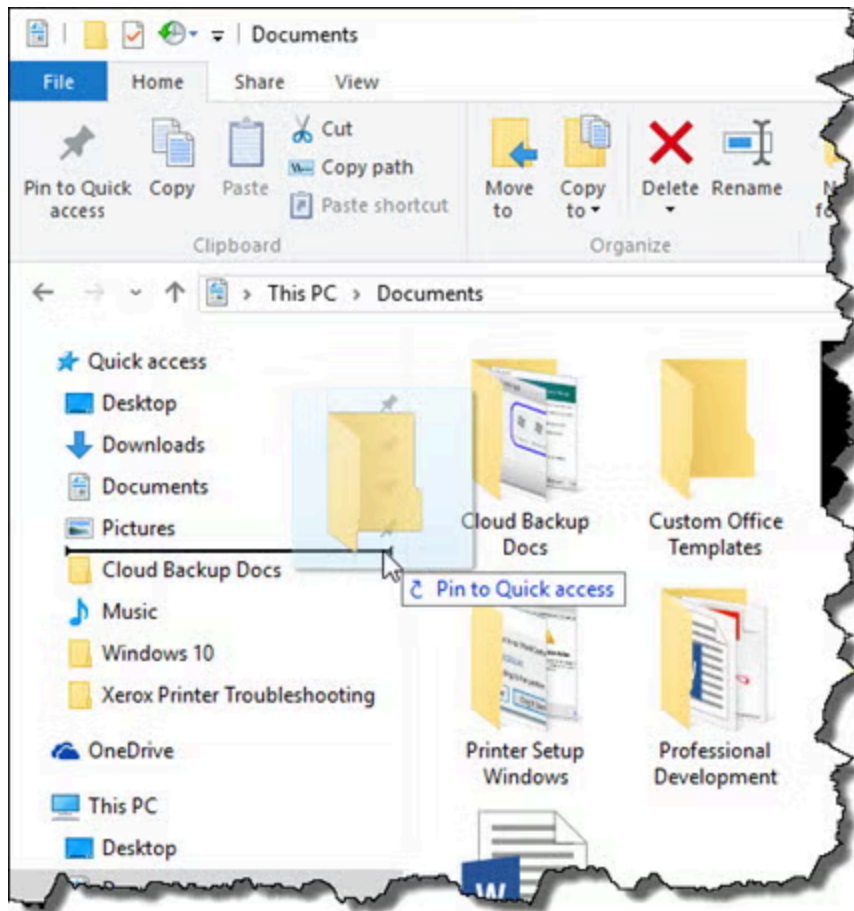 Documents
File Home Share View
Pin to Quick access
Copy
Paste
Cut
Copy path
Paste shortcut
Move to
Copy to
Delete
Rename
Clipboard
Organize
This PC > Documents
Quick access
Desktop
Downloads
Documents
Pictures
Cloud Backup Docs
Music
Windows 10
Xerox Printer Troubleshooting
OneDrive
This PC
Desktop
Cloud Backup
Docs
Custom Office
Templates
Pin to Quick access
Printer Setup
Windows
Professional
Development